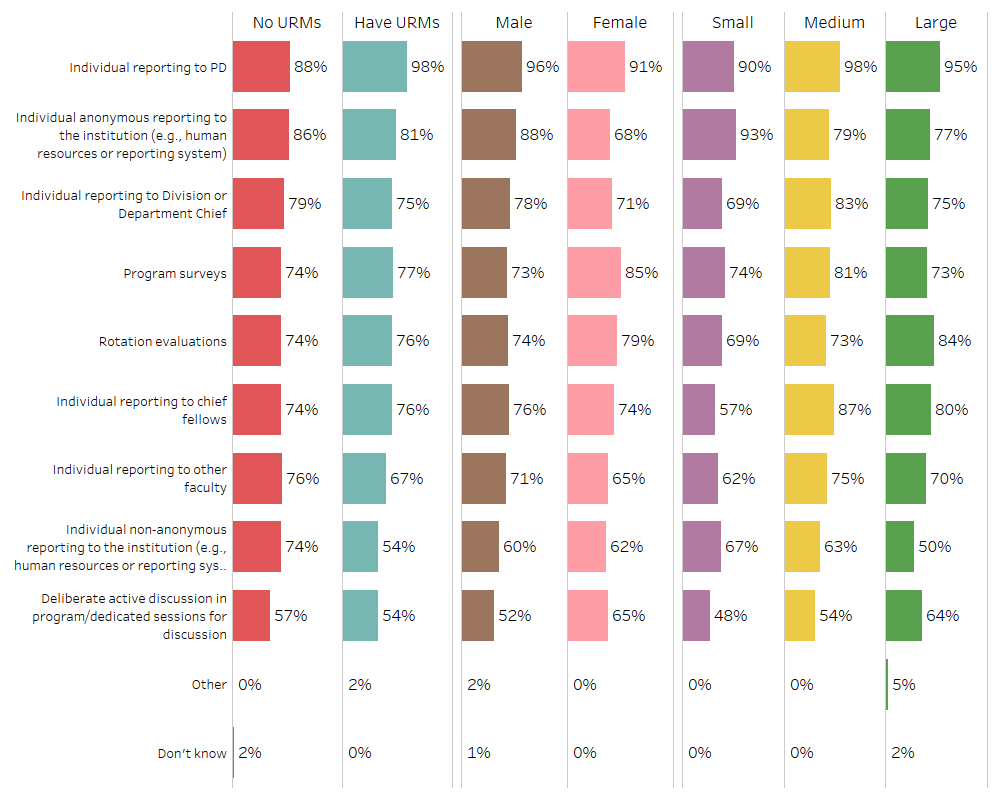 No URMs Have URMs Male Female Small Medium Large
Individual reporting to PD 88% 98% 96% 91% 90% 98% 95%
Individual anonymous reporting to
the institution (e.g., human 86% 81% 88% 68% 93% 79% 77%
resources or reporting system)
Individual reporting to Division or
Department Chief 79% 75% 78% 71% 69% 83% 75%
Program surveys 74% 77% 73% 85% 74% 81% 73%
Rotation evaluations 74% 76% 74% 79% 69% 73% 84%
Individual reporting to chief
fellows 74% 76% 76% 74% 57% 87% 80%
Individual reporting to other
faculty 76% 67% 71% 65% 62% 75% 70%
Individual non-anonymous
reporting to the institution (e.g., 74% 54% 60% 62% 67% 63% 50%
human resources or reporting sys..
Deliberate active discussion in
program/dedicated sessions for 57% 54% 52% 65% 48% 54% 64%
discussion
Other 0% 2% 2% 0% 0% 0% 5%
Don't know 2% 0% 1% 0% 0% 0% 2%